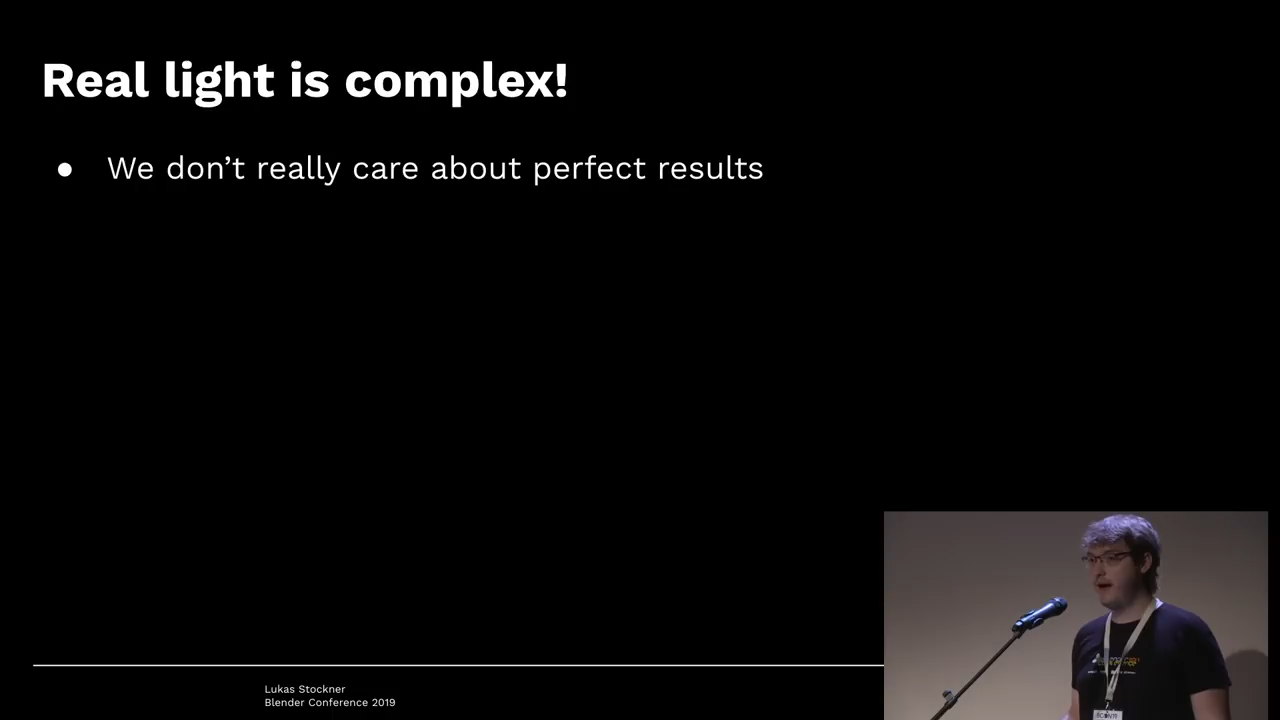 Real light is complex!
● We don’t really care about perfect results
Lukas Stockner
Blender Conference 2019